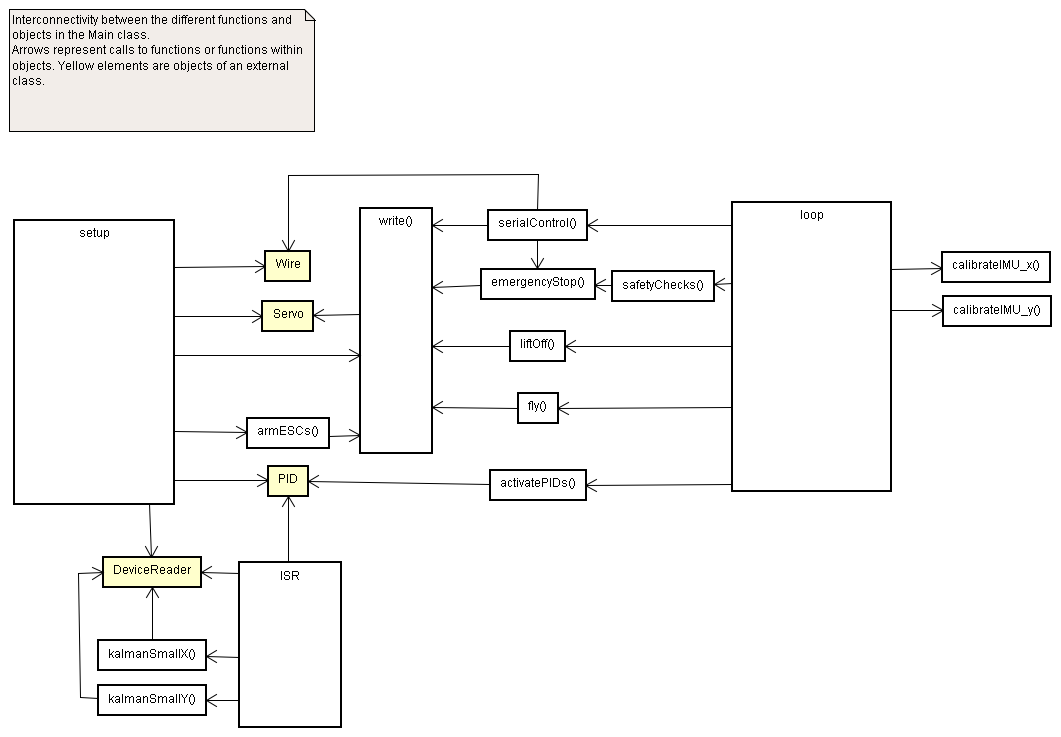 Interconnectivity between the different functions and
objects in the Main class.
Arrows represent calls to functions or functions within
objects. Yellow elements are objects of an external
class.
setup
write()
serialControl()
loop
Wire
emergencyStop()
safetyChecks()
calibrateIMU_x()
Servo
calibrateIMU_y()
liftOff()
fly()
armESCs()
PID
activatePIDs()
DeviceReader
ISR
kalmanSmallX()
kalmanSmallY()